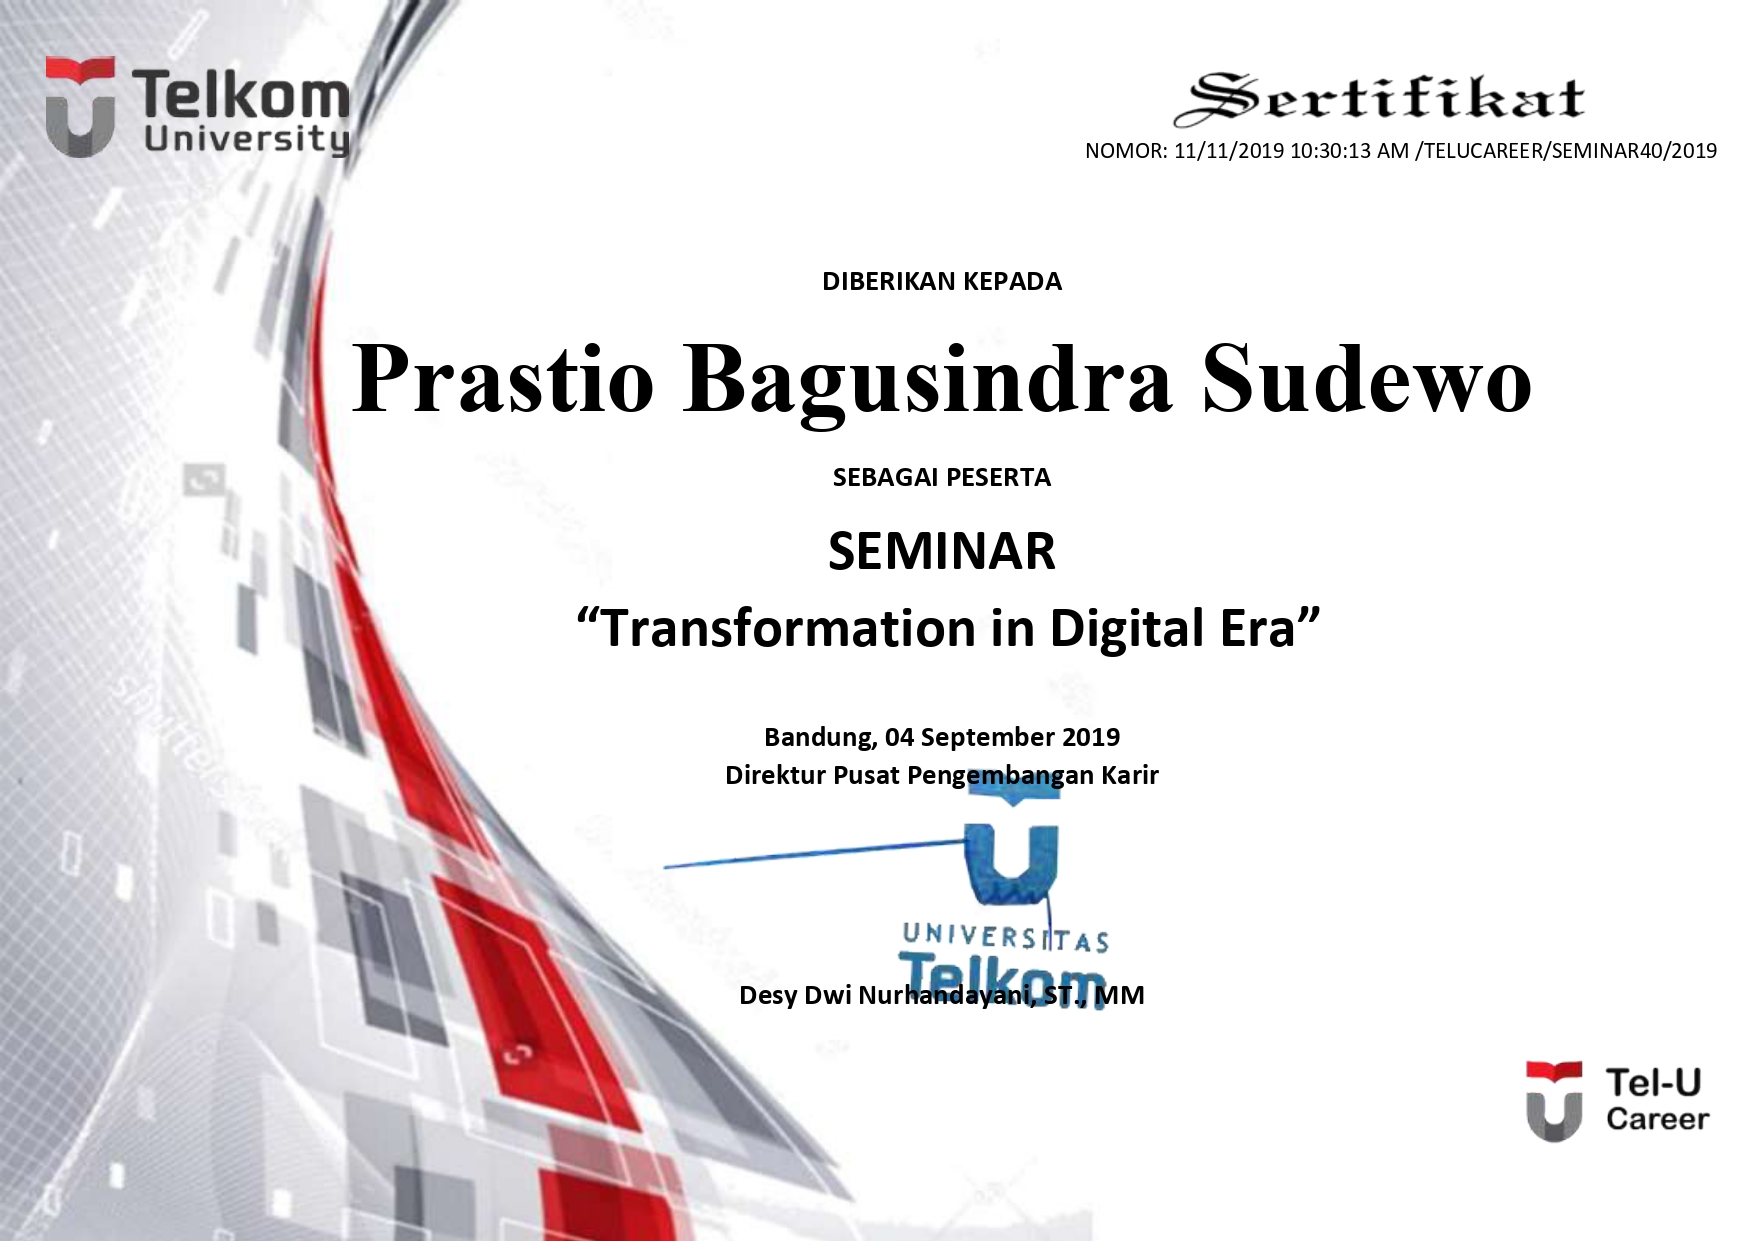 Telkom
University
Sertifikat
NOMOR: 11/11/2019 10:30:13 AM /TELUCAREER/SEMINAR40/2019
DIBERIKAN KEPADA
Prastio Bagusindra Sudewo
SEBAGAI PESERTA
SEMINAR
“Transformation in Digital Era”
Bandung, 04 September 2019
Direktur Pusat Pengembangan Karir
UNIVERSITAS
Telkom
Desy Dwi Nurhandayani, ST., MM
Tel-U
Career